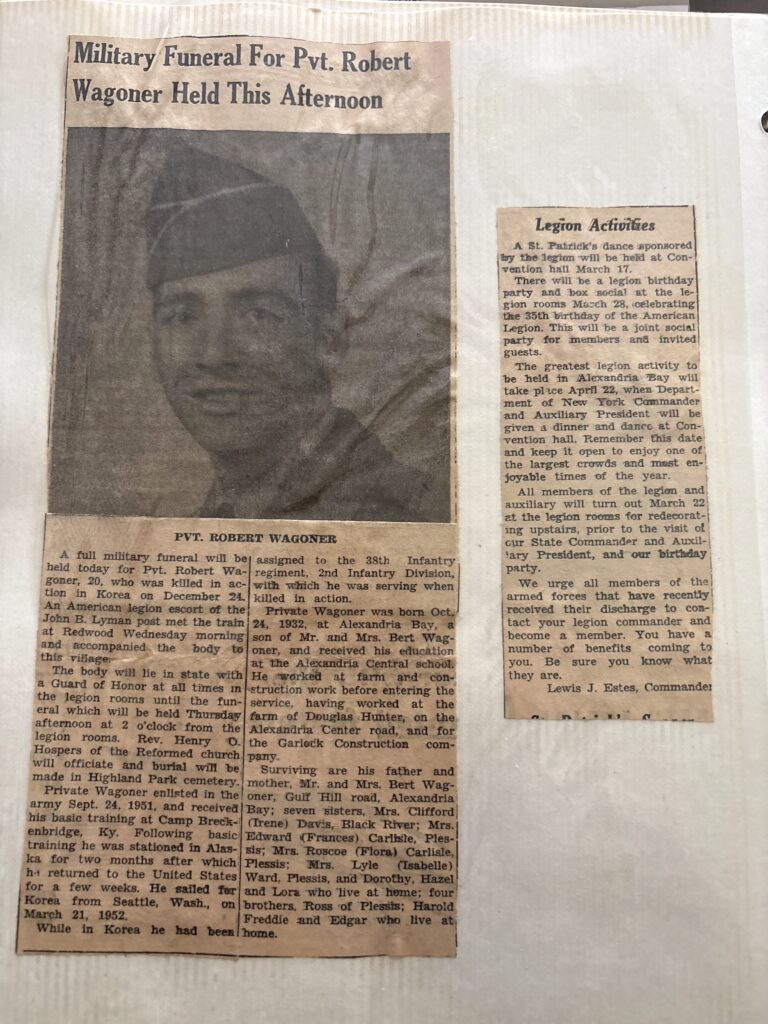 Military Funeral For Pvt. Robert
Wagoner Held This Afternoon
PVT. ROBERT WAGONER
A full military funeral will be
held today for Pvt. Robert Wa-
goner, 20, who was killed in ac-
tion in Korea on December 24.
An American legion escort of the
John B. Lyman post met the train
at Redwood Wednesday morning
and accompanied the body to
this village.
The body will lie in state with
a Guard of Honor at all times in
the legion rooms until the fun-
eral which will be held Thursday
afternoon at 2 o'clock from the
legion rooms. Rev. Henry O.
Hospers of the Reformed church
will officiate and burial will be
made in Highland Park cemetery.
Private Wagoner enlisted in the
army Sept. 24, 1951, and received
his basic training at Camp Breck-
enbridge, Ky. Following basic
training he was stationed in Alas-
ka for two months after which
he returned to the United States
for a few weeks. He sailed for
Korea from Seattle, Wash., on
March 21, 1952.
While in Korea he had been
assigned to the 38th Infantry
regiment, 2nd Infantry Division,
with which he was serving when
killed in action.
Private Wagoner was born Oct.
24, 1932, at Alexandria Bay, a
son of Mr. and Mrs. Bert Wag-
oner, and received his education
at the Alexandria Central school.
He worked at farm and con-
struction work before entering the
service, having worked at the
farm of Douglas Hunter, on the
Alexandria Center road, and for
the Garlock Construction com-
pany.
Surviving are his father and
mother, Mr. and Mrs. Bert Wag-
oner, Gulf Hill road, Alexandria
Bay; seven sisters, Mrs. Clifford
(Irene) Davis, Black River; Mrs.
Edward (Frances) Carlisle, Ples-
sis; Mrs. Roscoe (Flora) Carlisle,
Plessis; Mrs. Lyle (Isabelle)
Ward, Plessis, and Dorothy, Hazel
and Lora who live at home; four
brothers, Ross of Plessis; Harold
Freddie and Edgar who live at
home.
Legion Activities
A St. Patrick's dance sponsored
by the legion will be held at Con-
vention hall March 17.
There will be a legion birthday
party and box social at the le-
gion rooms March 28, celebrating
the 35th birthday of the American
Legion. This will be a joint social
party for members and invited
guests.
The greatest legion activity to
be held in Alexandria Bay will
take place April 22, when Depart-
ment of New York Commander
and Auxiliary President will be
given a dinner and dance at Con-
vention hall. Remember this date
and keep it open to enjoy one of
the largest crowds and most en-
joyable times of the year.
All members of the legion and
auxiliary will turn out March 22
at the legion rooms for redecorat-
ing upstairs, prior to the visit of
our State Commander and Auxil-
iary President, and our birthday
party.
We urge all members of the
armed forces that have recently
received their discharge to con-
tact your legion commander and
become a member. You have a
number of benefits coming to
you. Be sure you know what
they are.
Lewis J. Estes, Commander